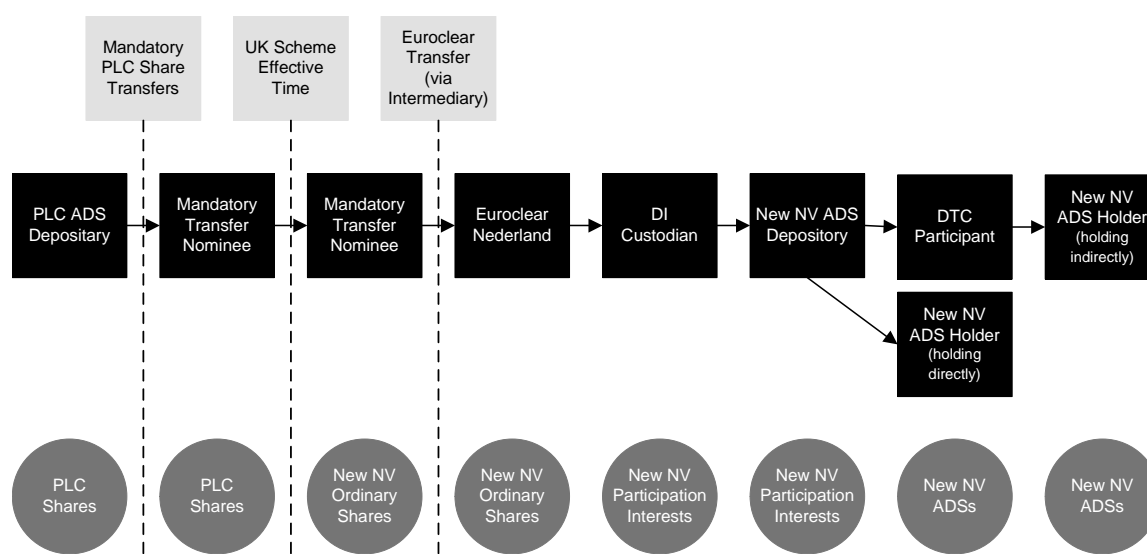 Mandatory
PLC Share
Transfers
UK Scheme
Effective
Time
Euroclear
Transfer
(via
Intermediary)
PLC ADS
Depositary
Mandatory
Transfer
Nominee
Mandatory
Transfer
Nominee
Euroclear
Nederland
DI
Custodian
New NV ADS
Depository
DTC
Participant
New NV
ADS Holder
(holding
indirectly)
New NV
ADS Holder
(holding
directly)
PLC
Shares
PLC
Shares
New NV
Ordinary
Shares
New NV
Ordinary
Shares
New NV
Participation
Interests
New NV
Participation
Interests
New NV
ADSs
New NV
ADSs